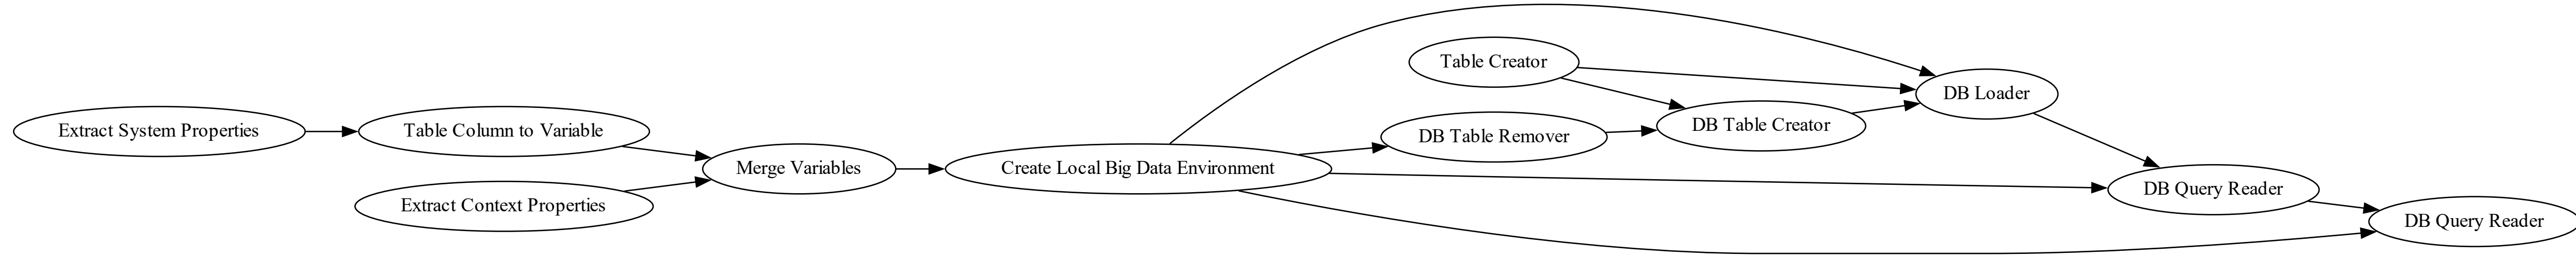 Extract System Properties
Table Column to Variable
Extract Context Properties
Merge Variables
Create Local Big Data Environment
Table Creator
DB Table Remover
DB Table Creator
DB Loader
DB Query Reader
DB Query Reader